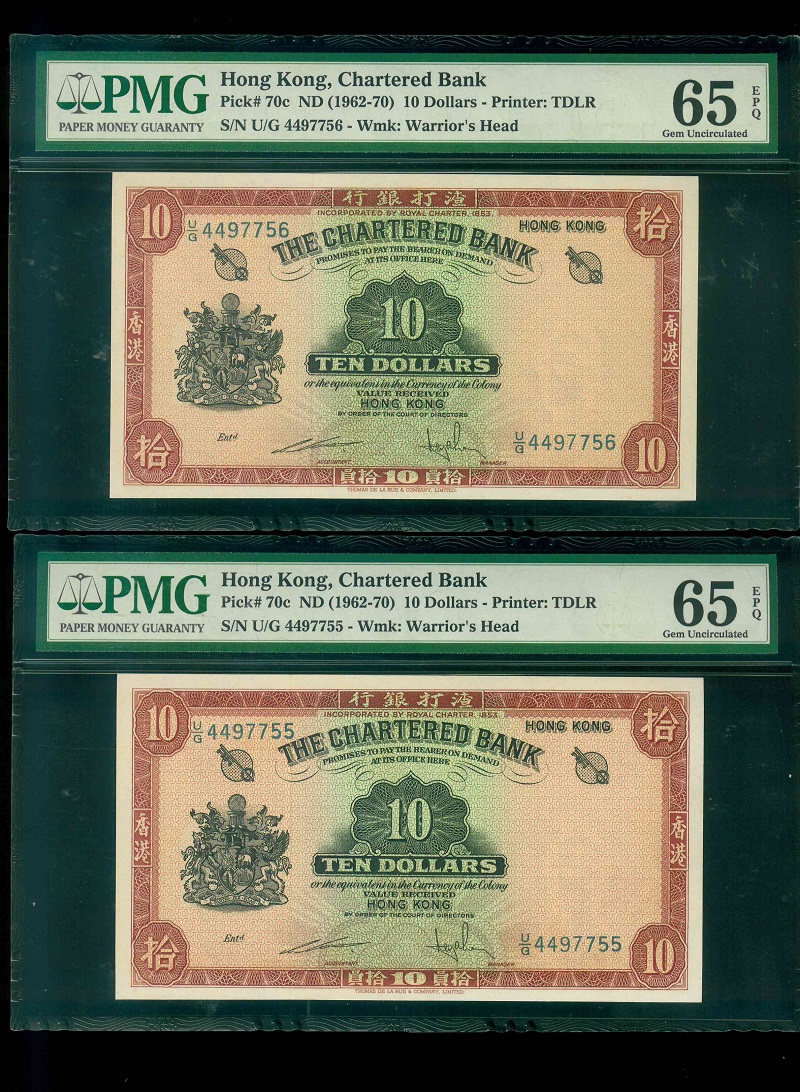 PMG
PAPER MONEY GUARANTY
Hong Kong, Chartered Bank
Pick# 70c ND (1962-70) 10 Dollars - Printer: TDLR
S/N U/G 4497756 - Wmk: Warrior's Head
65 EPQ
Gem Uncirculated
行銀打渣
INCORPORATED BY ROYAL CHARTER, 1853.
10
U/G 4497756
HONG KONG
拾
THE CHARTERED BANK
PROMISES TO PAY THE BEARER ON DEMAND
AT ITS OFFICE HERE
10
香港
香港
TEN DOLLARS
or the equivalent in the Currency of the Colony
VALUE RECEIVED
HONG KONG
BY ORDER OF THE COURT OF DIRECTORS
Entd
U/G 4497756
拾
10
ACCOUNTANT.
MANAGER.
員拾 10 員拾
THOMAS DE LA RUE & COMPANY, LIMITED.
PMG
PAPER MONEY GUARANTY
Hong Kong, Chartered Bank
Pick# 70c ND (1962-70) 10 Dollars - Printer: TDLR
S/N U/G 4497755 - Wmk: Warrior's Head
65 EPQ
Gem Uncirculated
行銀打渣
INCORPORATED BY ROYAL CHARTER, 1853.
10
U/G 4497755
HONG KONG
拾
THE CHARTERED BANK
PROMISES TO PAY THE BEARER ON DEMAND
AT ITS OFFICE HERE
10
香港
香港
TEN DOLLARS
or the equivalent in the Currency of the Colony
VALUE RECEIVED
HONG KONG
BY ORDER OF THE COURT OF DIRECTORS
Entd
U/G 4497755
拾
10
ACCOUNTANT.
MANAGER.
員拾 10 員拾
THOMAS DE LA RUE & COMPANY, LIMITED.